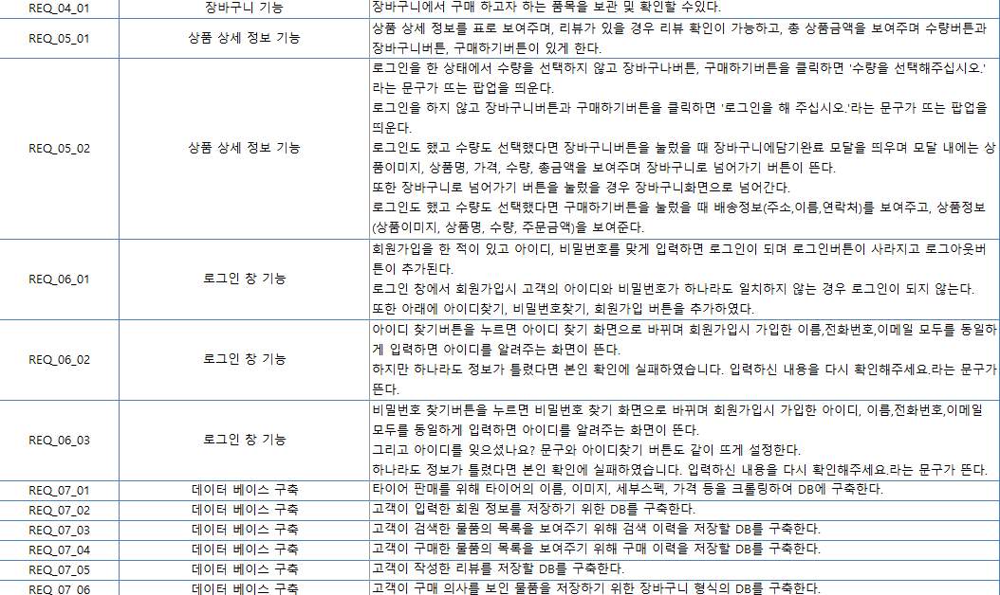 REQ_04_01 장바구니 기능 장바구니에서 구매 하고자 하는 품목을 보관 및 확인할 수있다.
REQ_05_01 상품 상세 정보 기능 상품 상세 정보를 표로 보여주며, 리뷰가 있을 경우 리뷰 확인이 가능하고, 총 상품금액을 보여주며 수량버튼과
장바구니버튼, 구매하기버튼이 있게 한다.
REQ_05_02 상품 상세 정보 기능 로그인을 한 상태에서 수량을 선택하지 않고 장바구나버튼, 구매하기버튼을 클릭하면 '수량을 선택해주십시오.'
라는 문구가 뜨는 팝업을 띄운다.
로그인을 하지 않고 장바구니버튼과 구매하기버튼을 클릭하면 '로그인을 해 주십시오.'라는 문구가 뜨는 팝업을
띄운다.
로그인도 했고 수량도 선택했다면 장바구니버튼을 눌렀을 때 장바구니에담기완료 모달을 띄우며 모달 내에는 상
품이미지, 상품명, 가격, 수량, 총금액을 보여주며 장바구니로 넘어가기 버튼이 뜬다.
또한 장바구니로 넘어가기 버튼을 눌렀을 경우 장바구니화면으로 넘어간다.
로그인도 했고 수량도 선택했다면 구매하기버튼을 눌렀을 때 배송정보(주소,이름,연락처)를 보여주고, 상품정보
(상품이미지, 상품명, 수량, 주문금액)을 보여준다.
REQ_06_01 로그인 창 기능 회원가입을 한 적이 있고 아이디, 비밀번호를 맞게 입력하면 로그인이 되며 로그인버튼이 사라지고 로그아웃버
튼이 추가된다.
로그인 창에서 회원가입시 고객의 아이디와 비밀번호가 하나라도 일치하지 않는 경우 로그인이 되지 않는다.
또한 아래에 아이디찾기, 비밀번호찾기, 회원가입 버튼을 추가하였다.
REQ_06_02 로그인 창 기능 아이디 찾기버튼을 누르면 아이디 찾기 화면으로 바뀌며 회원가입시 가입한 이름,전화번호,이메일 모두를 동일하
게 입력하면 아이디를 알려주는 화면이 뜬다.
하지만 하나라도 정보가 틀렸다면 본인 확인에 실패하였습니다. 입력하신 내용을 다시 확인해주세요.라는 문구가
뜬다.
REQ_06_03 로그인 창 기능 비밀번호 찾기버튼을 누르면 비밀번호 찾기 화면으로 바뀌며 회원가입시 가입한 아이디, 이름,전화번호,이메일
모두를 동일하게 입력하면 아이디를 알려주는 화면이 뜬다.
그리고 아이디를 잊으셨나요? 문구와 아이디찾기 버튼도 같이 뜨게 설정한다.
하나라도 정보가 틀렸다면 본인 확인에 실패하였습니다. 입력하신 내용을 다시 확인해주세요.라는 문구가 뜬다.
REQ_07_01 데이터 베이스 구축 타이어 판매를 위해 타이어의 이름, 이미지, 세부스펙, 가격 등을 크롤링하여 DB에 구축한다.
REQ_07_02 데이터 베이스 구축 고객이 입력한 회원 정보를 저장하기 위한 DB를 구축한다.
REQ_07_03 데이터 베이스 구축 고객이 검색한 물품의 목록을 보여주기 위해 검색 이력을 저장할 DB를 구축한다.
REQ_07_04 데이터 베이스 구축 고객이 구매한 물품의 목록을 보여주기 위해 구매 이력을 저장할 DB를 구축한다.
REQ_07_05 데이터 베이스 구축 고객이 작성한 리뷰를 저장할 DB를 구축한다.
REQ_07_06 데이터 베이스 구축 고객이 구매 의사를 보인 물품을 저장하기 위한 장바구니 형식의 DB를 구축한다.